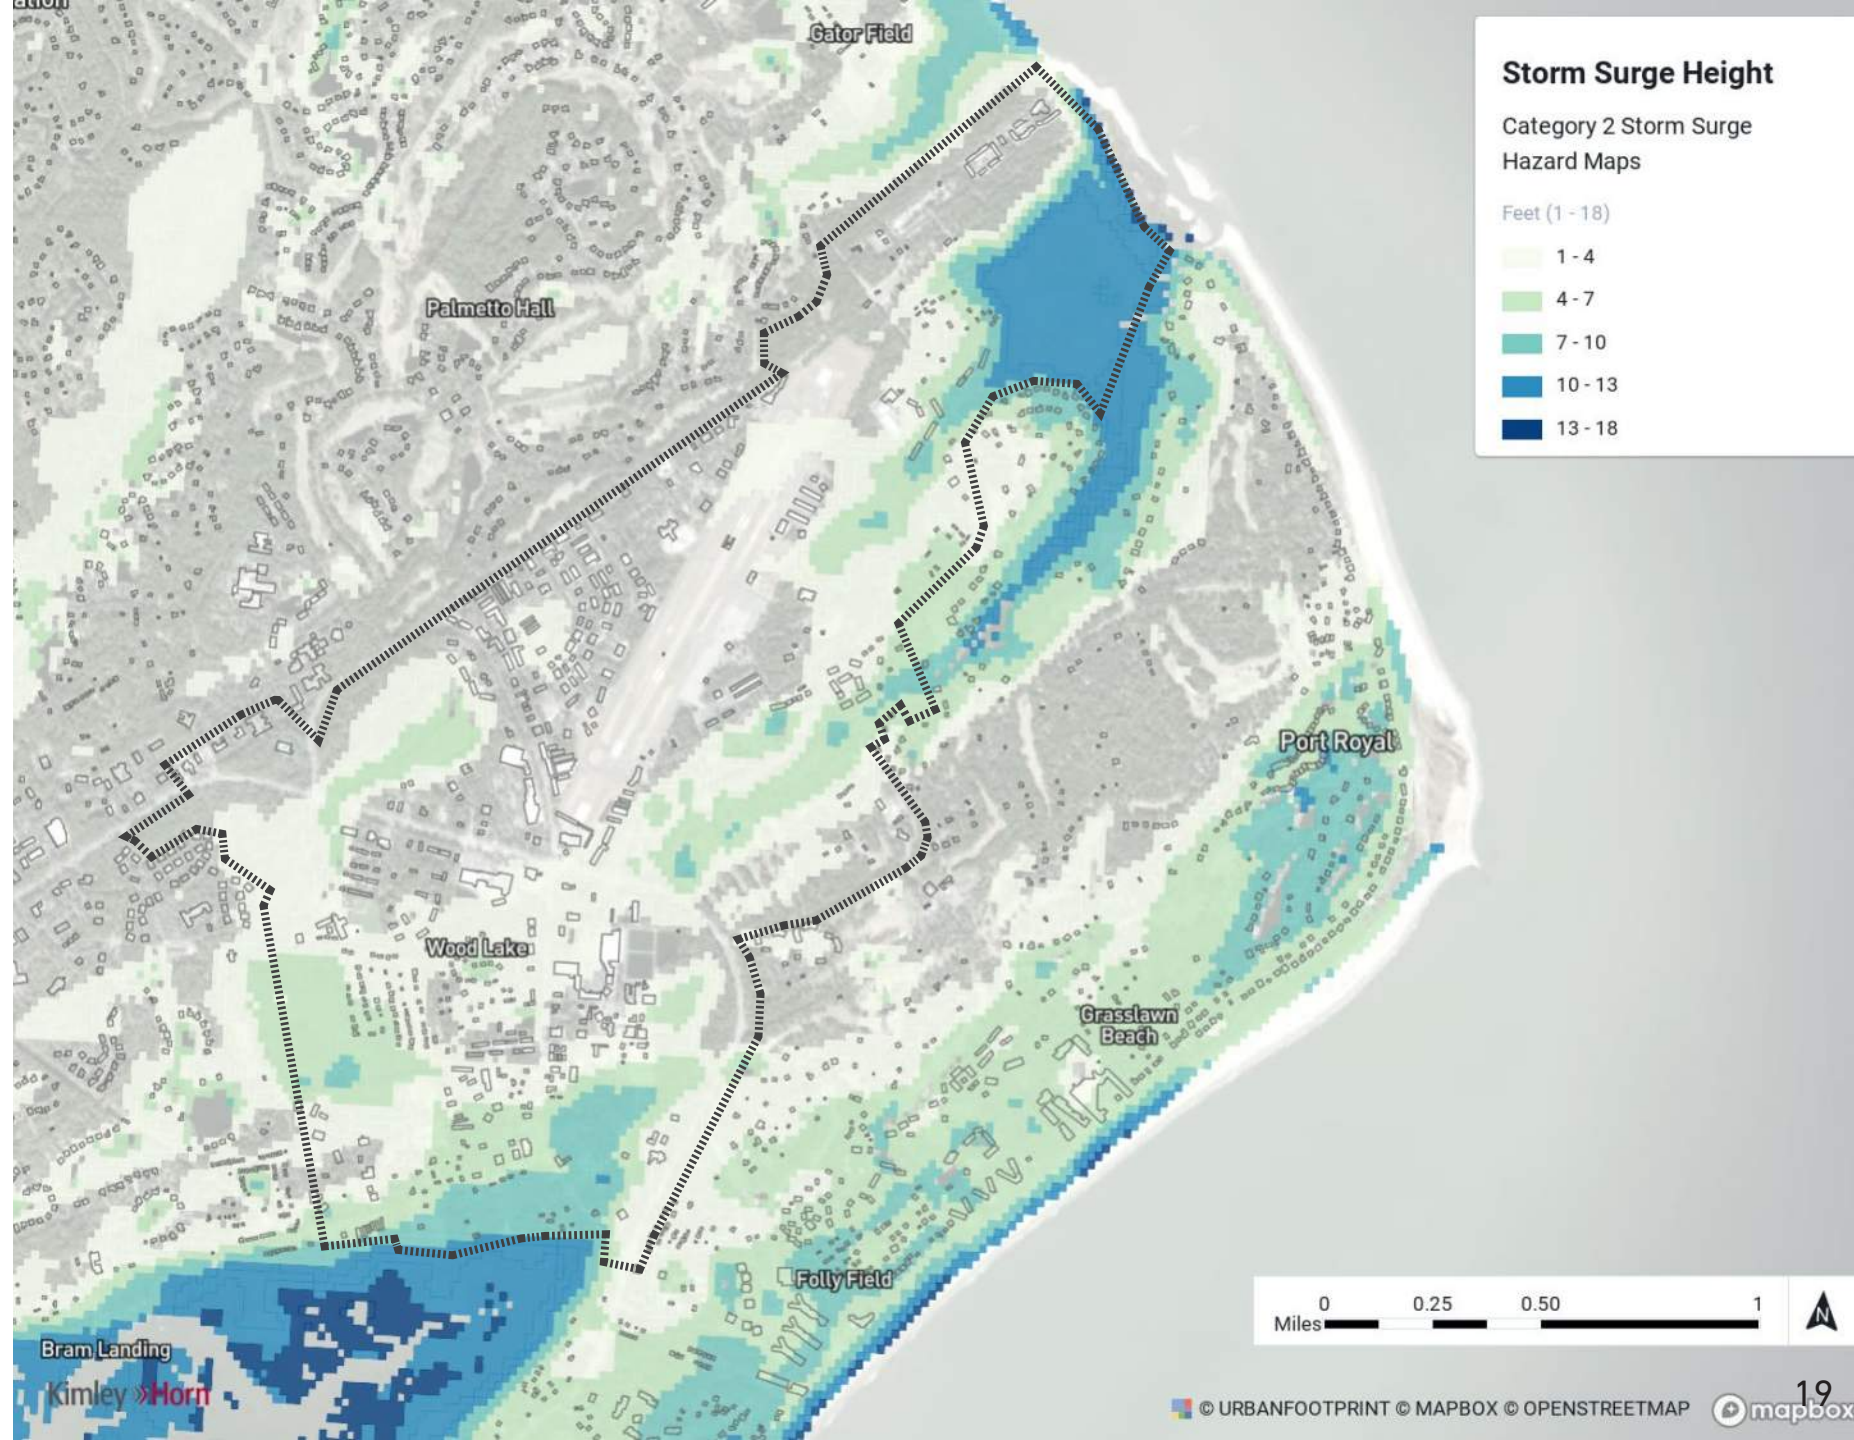 ation
Gator Field
Storm Surge Height
Category 2 Storm Surge
Hazard Maps
Feet (1 - 18)
1 - 4
4 - 7
7 - 10
10 - 13
13 - 18
Palmetto Hall
Port Royal
Wood Lake
Grasslawn
Beach
Folly Field
Bram Landing
Kimley»Horn
0 0.25 0.50 1
Miles
N
© URBANFOOTPRINT © MAPBOX © OPENSTREETMAP
mapbox
19